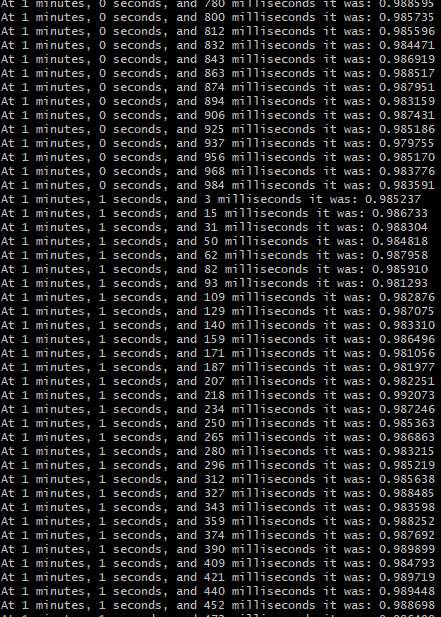 At 1 minutes, 0 seconds, and 780 milliseconds it was: 0.988595
At 1 minutes, 0 seconds, and 800 milliseconds it was: 0.985735
At 1 minutes, 0 seconds, and 812 milliseconds it was: 0.985596
At 1 minutes, 0 seconds, and 832 milliseconds it was: 0.984471
At 1 minutes, 0 seconds, and 843 milliseconds it was: 0.986919
At 1 minutes, 0 seconds, and 863 milliseconds it was: 0.988517
At 1 minutes, 0 seconds, and 874 milliseconds it was: 0.987951
At 1 minutes, 0 seconds, and 894 milliseconds it was: 0.983159
At 1 minutes, 0 seconds, and 906 milliseconds it was: 0.987431
At 1 minutes, 0 seconds, and 925 milliseconds it was: 0.985186
At 1 minutes, 0 seconds, and 937 milliseconds it was: 0.979755
At 1 minutes, 0 seconds, and 956 milliseconds it was: 0.985170
At 1 minutes, 0 seconds, and 968 milliseconds it was: 0.983776
At 1 minutes, 0 seconds, and 984 milliseconds it was: 0.983591
At 1 minutes, 1 seconds, and 3 milliseconds it was: 0.985237
At 1 minutes, 1 seconds, and 15 milliseconds it was: 0.986733
At 1 minutes, 1 seconds, and 31 milliseconds it was: 0.988304
At 1 minutes, 1 seconds, and 50 milliseconds it was: 0.984818
At 1 minutes, 1 seconds, and 62 milliseconds it was: 0.987958
At 1 minutes, 1 seconds, and 82 milliseconds it was: 0.985910
At 1 minutes, 1 seconds, and 93 milliseconds it was: 0.981293
At 1 minutes, 1 seconds, and 109 milliseconds it was: 0.982876
At 1 minutes, 1 seconds, and 129 milliseconds it was: 0.987075
At 1 minutes, 1 seconds, and 140 milliseconds it was: 0.983310
At 1 minutes, 1 seconds, and 159 milliseconds it was: 0.986496
At 1 minutes, 1 seconds, and 171 milliseconds it was: 0.981056
At 1 minutes, 1 seconds, and 187 milliseconds it was: 0.981977
At 1 minutes, 1 seconds, and 207 milliseconds it was: 0.982251
At 1 minutes, 1 seconds, and 218 milliseconds it was: 0.992073
At 1 minutes, 1 seconds, and 234 milliseconds it was: 0.987246
At 1 minutes, 1 seconds, and 250 milliseconds it was: 0.985363
At 1 minutes, 1 seconds, and 265 milliseconds it was: 0.986863
At 1 minutes, 1 seconds, and 280 milliseconds it was: 0.983215
At 1 minutes, 1 seconds, and 296 milliseconds it was: 0.985219
At 1 minutes, 1 seconds, and 312 milliseconds it was: 0.985638
At 1 minutes, 1 seconds, and 327 milliseconds it was: 0.988485
At 1 minutes, 1 seconds, and 343 milliseconds it was: 0.983598
At 1 minutes, 1 seconds, and 359 milliseconds it was: 0.988252
At 1 minutes, 1 seconds, and 374 milliseconds it was: 0.987692
At 1 minutes, 1 seconds, and 390 milliseconds it was: 0.989899
At 1 minutes, 1 seconds, and 409 milliseconds it was: 0.984793
At 1 minutes, 1 seconds, and 421 milliseconds it was: 0.989719
At 1 minutes, 1 seconds, and 440 milliseconds it was: 0.989448
At 1 minutes, 1 seconds, and 452 milliseconds it was: 0.988698